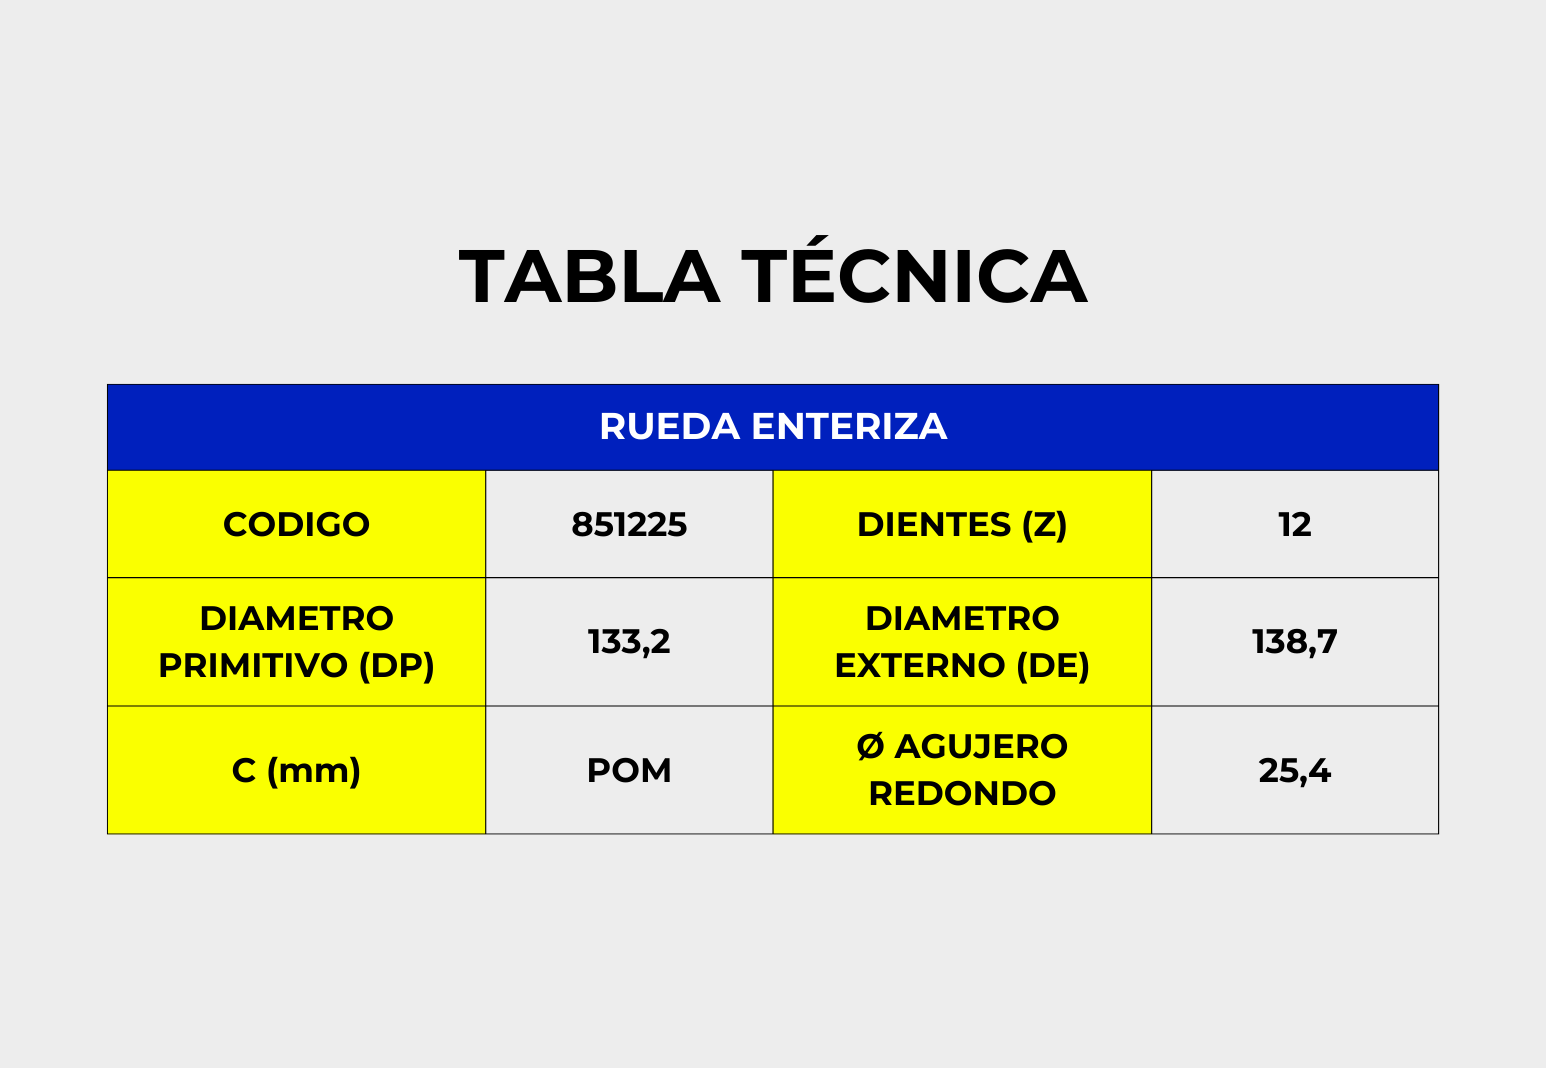 TABLA TÉCNICA
RUEDA ENTERIZA
CODIGO
851225
DIENTES (Z)
12
DIAMETRO
PRIMITIVO (DP)
133,2
DIAMETRO
EXTERNO (DE)
138,7
C (mm)
POM
Ø AGUJERO
REDONDO
25,4